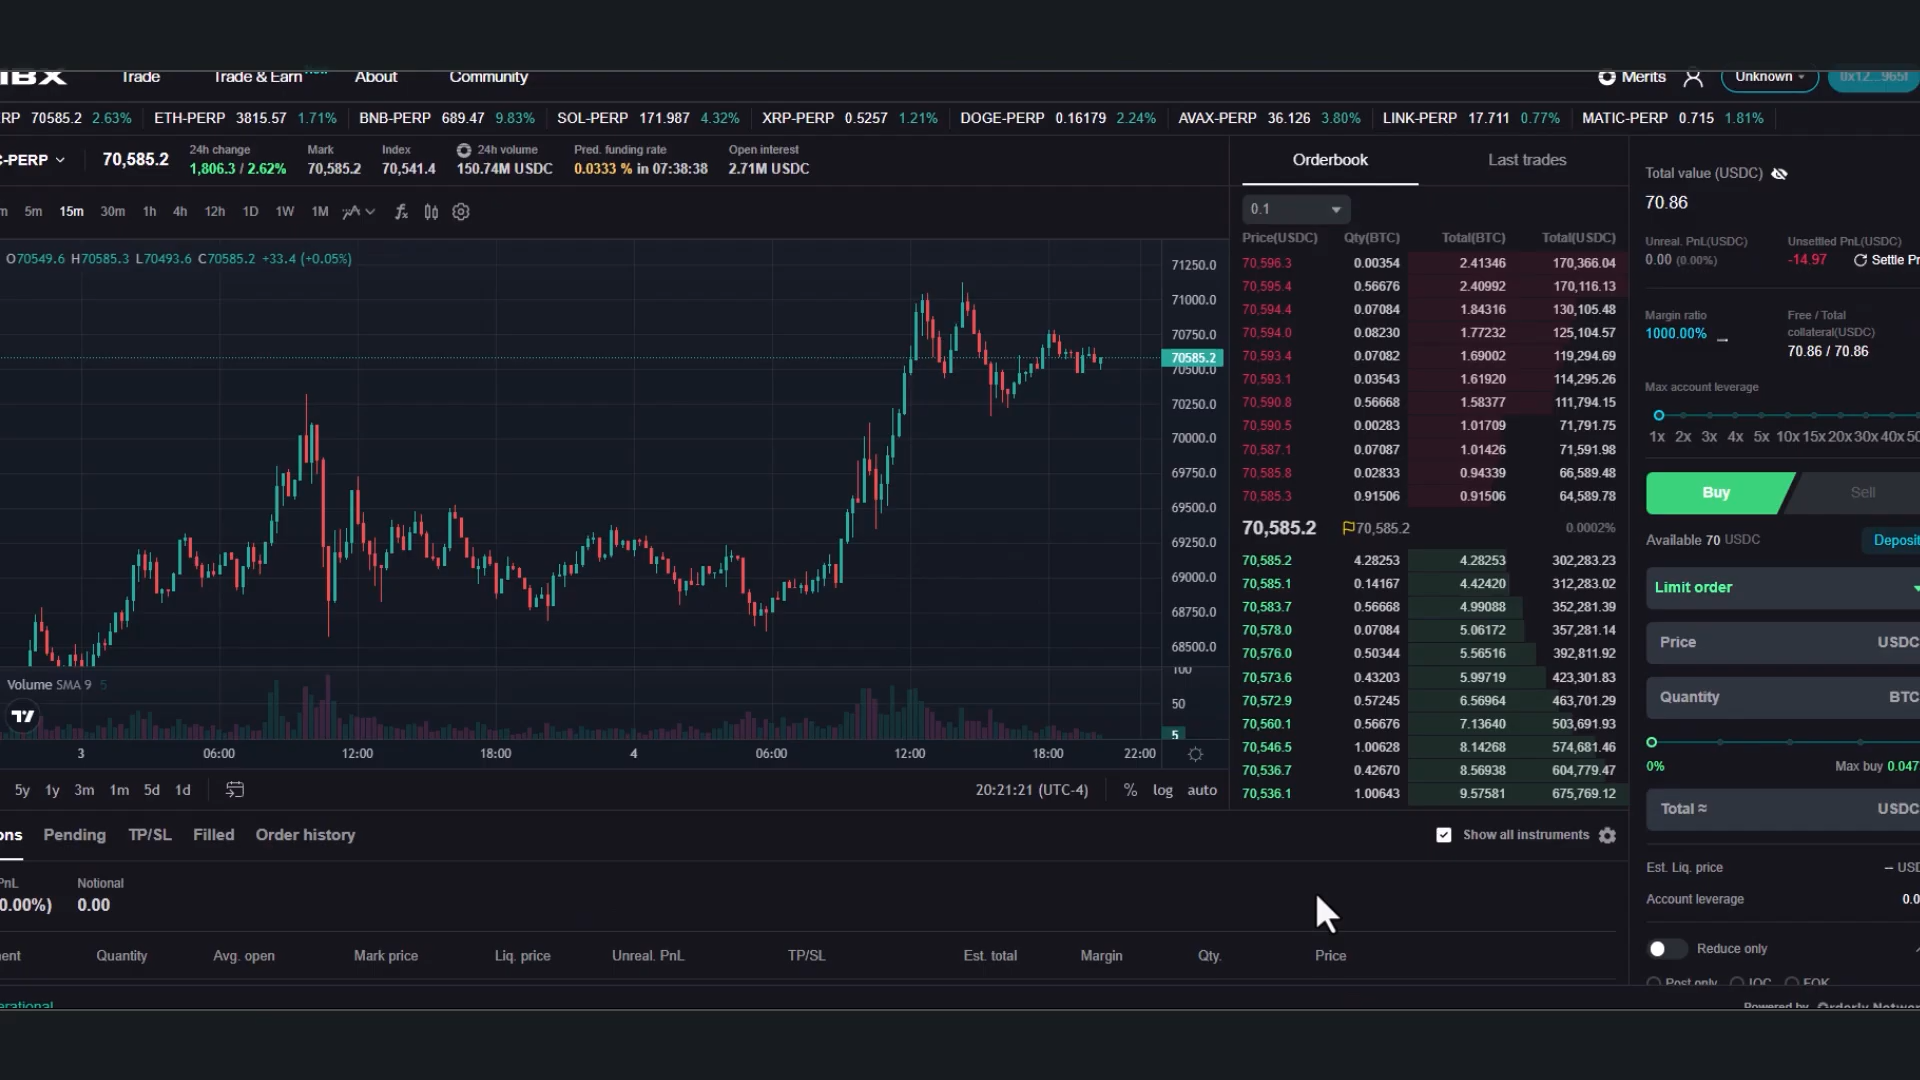 Trade Trade & Earn About Community Merits Unknown 0x12...965f
RP 70585.2 2.63% ETH-PERP 3815.57 1.71% BNB-PERP 689.47 9.83% SOL-PERP 171.987 4.32% XRP-PERP 0.5257 1.21% DOGE-PERP 0.16179 2.24% AVAX-PERP 36.126 3.80% LINK-PERP 17.711 0.77% MATIC-PERP 0.715 1.81%
-PERP 70,585.2
24h change
1,806.3 / 2.62%
Mark
70,585.2
Index
70,541.4
24h volume
150.74M USDC
Pred. funding rate
0.0333 % in 07:38:38
Open interest
2.71M USDC
5m 15m 30m 1h 4h 12h 1D 1W 1M
O70549.6 H70585.3 L70493.6 C70585.2 +33.4 (+0.05%)
71250.0
71000.0
70750.0
70585.2
70500.0
70250.0
70000.0
69750.0
69500.0
69250.0
69000.0
68750.0
68500.0
Volume SMA 9 5
100
50
5
3 06:00 12:00 18:00 4 06:00 12:00 18:00 22:00
5y 1y 3m 1m 5d 1d 20:21:21 (UTC-4) % log auto
Orderbook Last trades
0.1
Price(USDC) Qty(BTC) Total(BTC) Total(USDC)
70,596.3 0.00354 2.41346 170,366.04
70,595.4 0.56676 2.40992 170,116.13
70,594.4 0.07084 1.84316 130,105.48
70,594.0 0.08230 1.77232 125,104.57
70,593.4 0.07082 1.69002 119,294.69
70,593.1 0.03543 1.61920 114,295.26
70,590.8 0.56668 1.58377 111,794.15
70,590.5 0.00283 1.01709 71,791.75
70,587.1 0.07087 1.01426 71,591.98
70,585.8 0.02833 0.94339 66,589.48
70,585.3 0.91506 0.91506 64,589.78
70,585.2 70,585.2 0.0002%
70,585.2 4.28253 4.28253 302,283.23
70,585.1 0.14167 4.42420 312,283.02
70,583.7 0.56668 4.99088 352,281.39
70,578.0 0.07084 5.06172 357,281.14
70,576.0 0.50344 5.56516 392,811.92
70,573.6 0.43203 5.99719 423,301.83
70,572.9 0.57245 6.56964 463,701.29
70,560.1 0.56676 7.13640 503,691.93
70,546.5 1.00628 8.14268 574,681.46
70,536.7 0.42670 8.56938 604,779.47
70,536.1 1.00643 9.57581 675,769.12
Total value (USDC)
70.86
Unreal. PnL(USDC)
0.00 (0.00%)
Unsettled PnL(USDC)
-14.97 Settle
Margin ratio
1000.00%
Free / Total
collateral(USDC)
70.86 / 70.86
Max account leverage
1x 2x 3x 4x 5x 10x 15x 20x 30x 40x 50
Buy Sell
Available 70 USDC Deposit
Limit order
Price USDC
Quantity BTC
0% Max buy 0.047
Total ≈ USDC
Est. Liq. price -- USD
Account leverage 0.0
Reduce only
Post only IOC FOK
Powered by Orderly Networ
ons Pending TP/SL Filled Order history Show all instruments
PnL
0.00%)
Notional
0.00
ent Quantity Avg. open Mark price Liq. price Unreal. PnL TP/SL Est. total Margin Qty. Price
erational